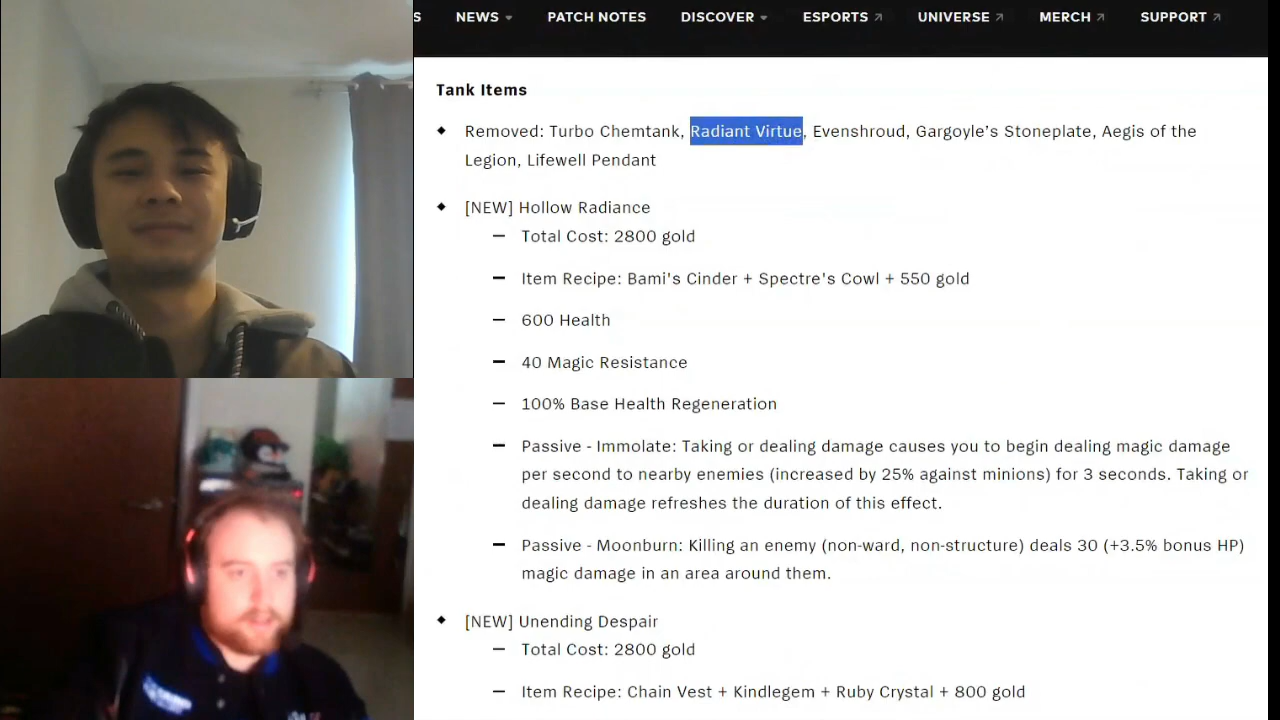 S NEWS PATCH NOTES DISCOVER ESPORTS UNIVERSE MERCH SUPPORT
Tank Items
Removed: Turbo Chemtank, Radiant Virtue, Evenshroud, Gargoyle's Stoneplate, Aegis of the
Legion, Lifewell Pendant
[NEW] Hollow Radiance
— Total Cost: 2800 gold
— Item Recipe: Bami's Cinder + Spectre's Cowl + 550 gold
— 600 Health
— 40 Magic Resistance
— 100% Base Health Regeneration
— Passive - Immolate: Taking or dealing damage causes you to begin dealing magic damage
per second to nearby enemies (increased by 25% against minions) for 3 seconds. Taking or
dealing damage refreshes the duration of this effect.
— Passive - Moonburn: Killing an enemy (non-ward, non-structure) deals 30 (+3.5% bonus HP)
magic damage in an area around them.
[NEW] Unending Despair
— Total Cost: 2800 gold
— Item Recipe: Chain Vest + Kindlegem + Ruby Crystal + 800 gold